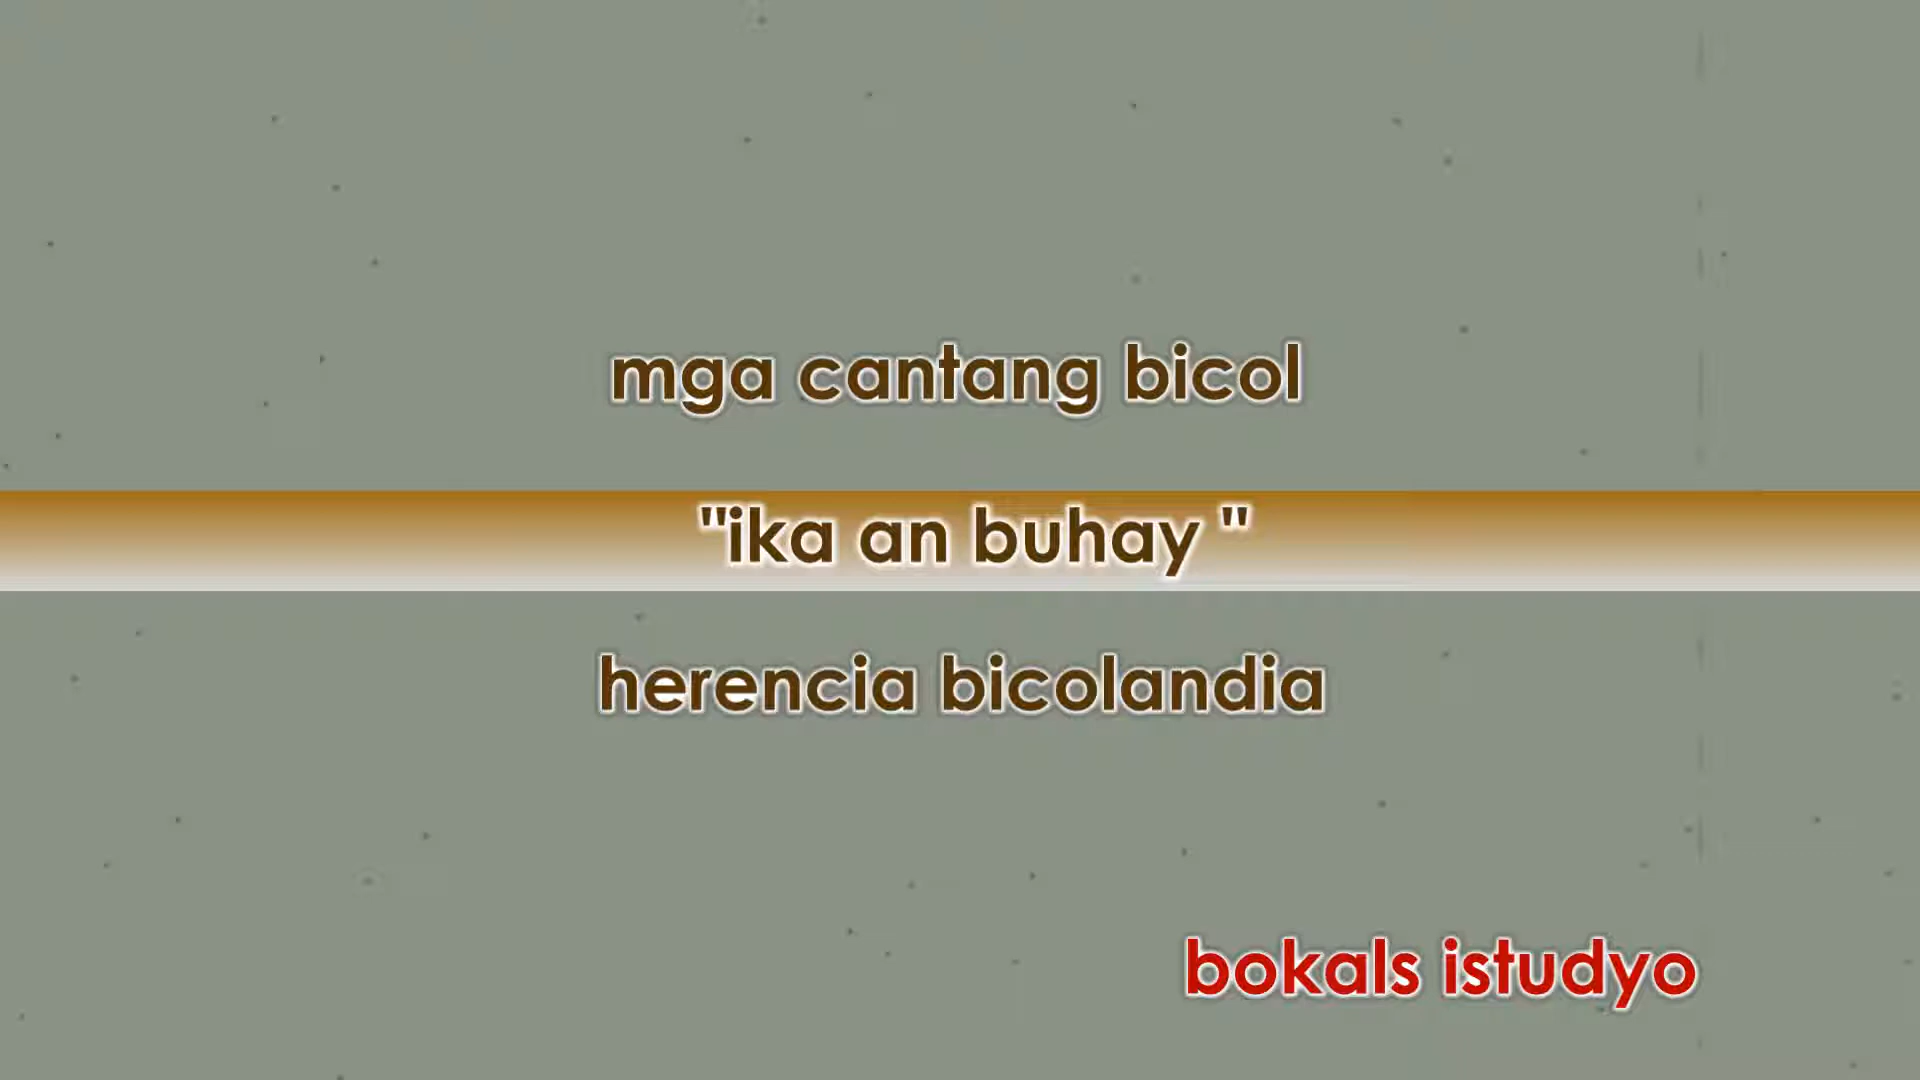 mga cantang bicol
"ika an buhay "
herencia bicolandia
bokals istudyo